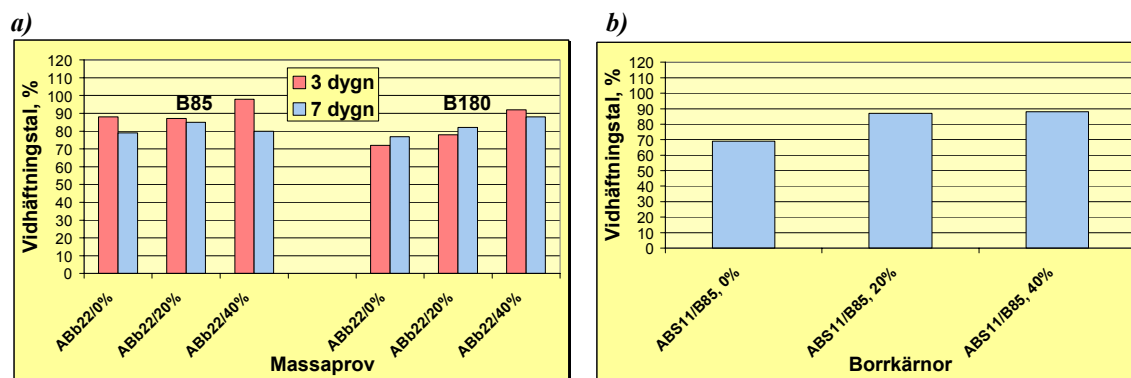 a)
Vidhäftningstal, %
120
110
100
90
80
70
60
50
40
30
20
10
0
3 dygn
7 dygn
B85
B180
ABb22/0%
ABb22/20%
ABb22/40%
ABb22/0%
ABb22/20%
ABb22/40%
Massaprov
b)
Vidhäftningstal, %
120
110
100
90
80
70
60
50
40
30
20
10
0
ABS11/B85, 0%
ABS11/B85, 20%
ABS11/B85, 40%
Borrkärnor